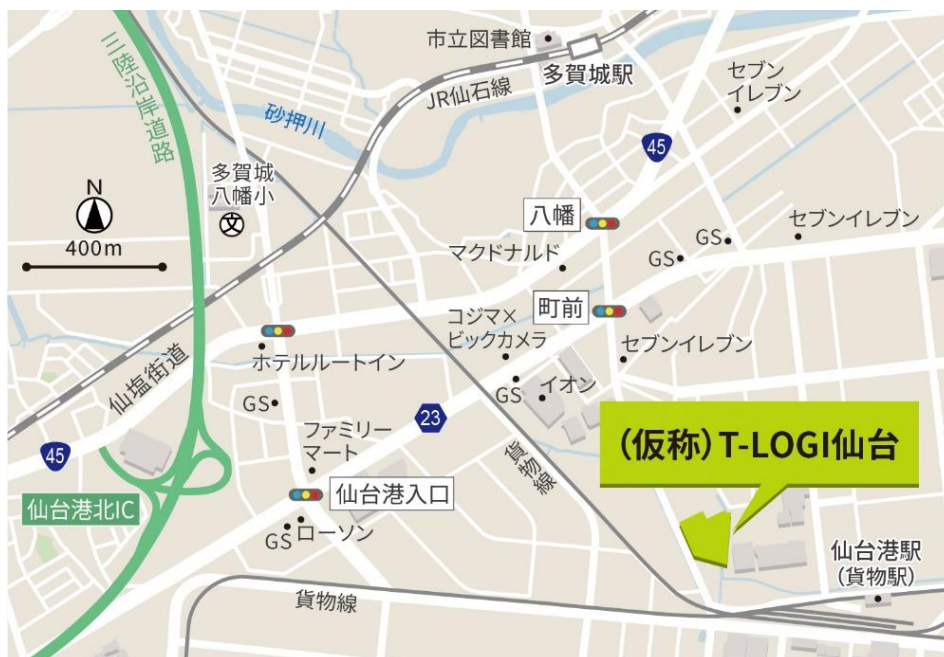 市立図書館
多賀城駅
セブン
イレブン
JR仙石線
三陸沿岸道路
砂押川
45
多賀城
八幡小
文
N
400m
八幡
セブンイレブン
GS
GS
マクドナルド
町前
コジマ×
ビックカメラ
セブンイレブン
ホテルルートイン
仙塩街道
GS
GS
イオン
23
(仮称)T-LOGI仙台
ファミリー
マート
貨物線
45
仙台港北IC
仙台港入口
GS
ローソン
仙台港駅
(貨物駅)
貨物線